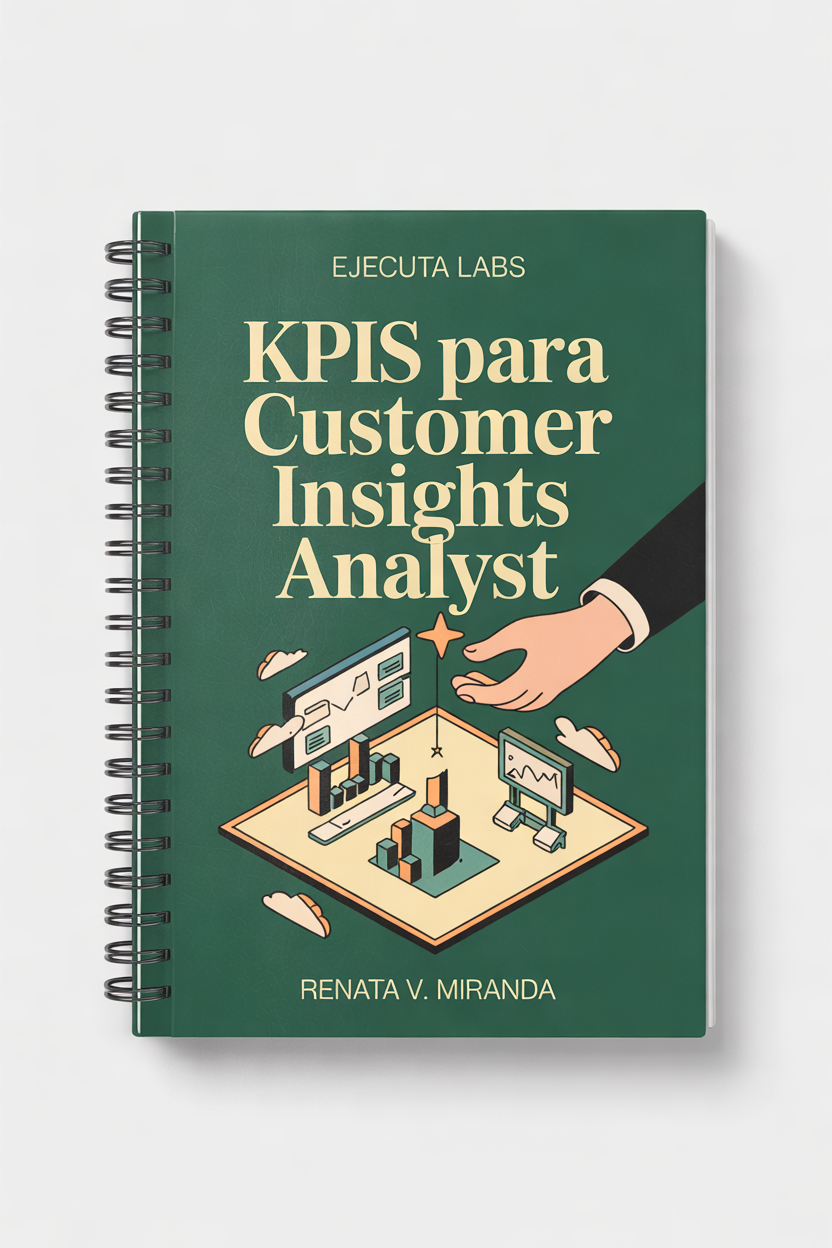 EJECUTA LABS
KPIS para
Customer
Insights
Analyst
RENATA V. MIRANDA